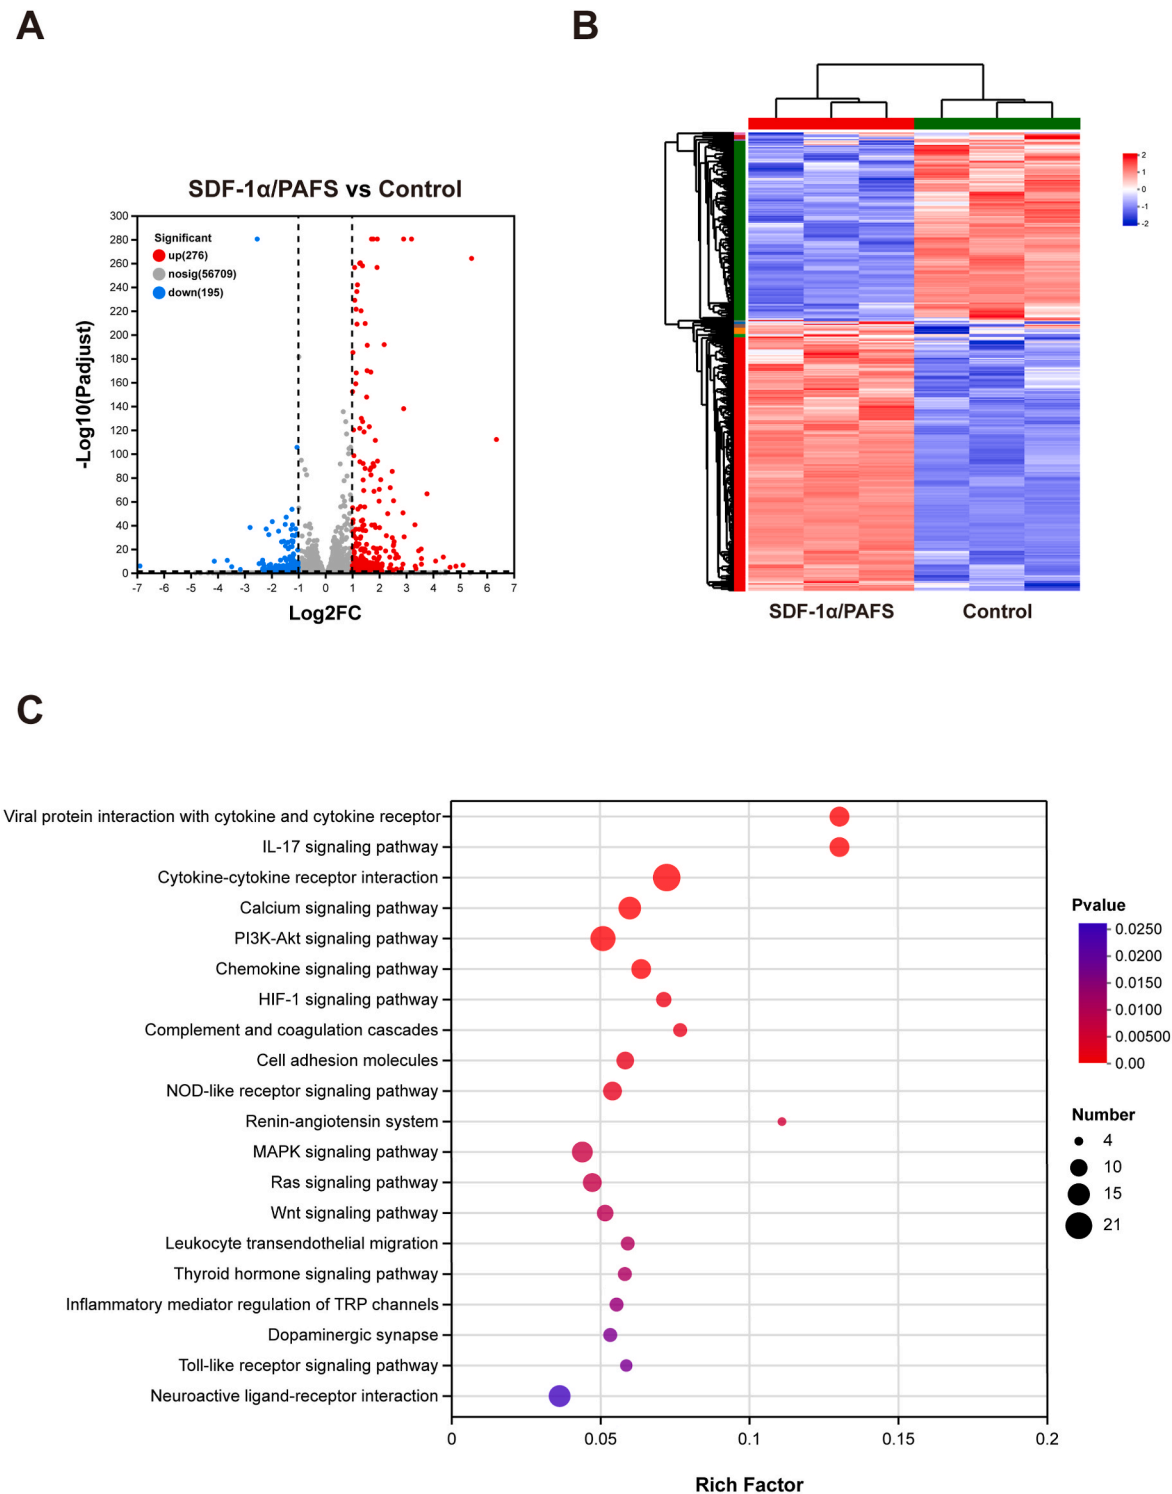 A
B
SDF-1α/PAFS vs Control
300
280
260
240
220
200
180
160
140
120
100
80
60
40
20
0
-Log10(Padjust)
Significant
up(276)
nosig(56709)
down(195)
-7 -6 -5 -4 -3 -2 -1 0 1 2 3 4 5 6 7
Log2FC
2
1
0
-1
-2
SDF-1α/PAFS Control
C
Viral protein interaction with cytokine and cytokine receptor
IL-17 signaling pathway
Cytokine-cytokine receptor interaction
Calcium signaling pathway
PI3K-Akt signaling pathway
Chemokine signaling pathway
HIF-1 signaling pathway
Complement and coagulation cascades
Cell adhesion molecules
NOD-like receptor signaling pathway
Renin-angiotensin system
MAPK signaling pathway
Ras signaling pathway
Wnt signaling pathway
Leukocyte transendothelial migration
Thyroid hormone signaling pathway
Inflammatory mediator regulation of TRP channels
Dopaminergic synapse
Toll-like receptor signaling pathway
Neuroactive ligand-receptor interaction
0 0.05 0.1 0.15 0.2
Rich Factor
Pvalue
0.0250
0.0200
0.0150
0.0100
0.00500
0.00
Number
4
10
15
21